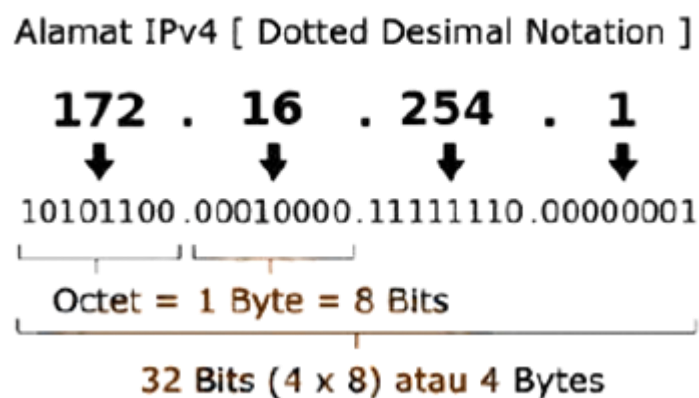 Alamat IPv4 [ Dotted Desimal Notation ]
172 . 16 . 254 . 1
10101100.00010000.11111110.00000001
Octet = 1 Byte = 8 Bits
32 Bits (4 x 8) atau 4 Bytes